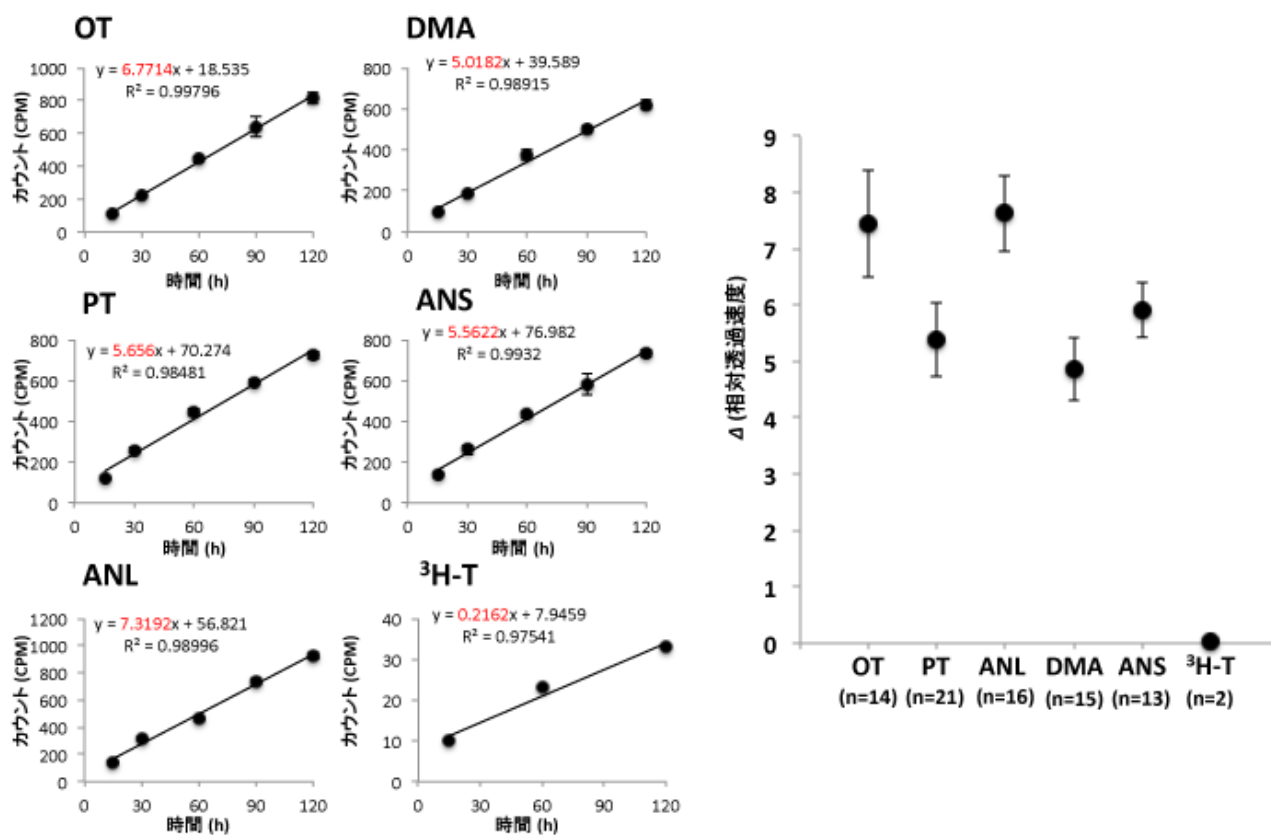 OT
y = 6.7714x + 18.535
R² = 0.99796
カウント (CPM)
1000
800
600
400
200
0
0 30 60 90 120
時間 (h)
DMA
y = 5.0182x + 39.589
R² = 0.98915
カウント (CPM)
800
600
400
200
0
0 30 60 90 120
時間 (h)
PT
y = 5.656x + 70.274
R² = 0.98481
カウント (CPM)
800
600
400
200
0
0 30 60 90 120
時間 (h)
ANS
y = 5.5622x + 76.982
R² = 0.9932
カウント (CPM)
800
600
400
200
0
0 30 60 90 120
時間 (h)
ANL
y = 7.3192x + 56.821
R² = 0.98996
カウント (CPM)
1200
1000
800
600
400
200
0
0 30 60 90 120
時間 (h)
³H-T
y = 0.2162x + 7.9459
R² = 0.97541
カウント (CPM)
40
30
20
10
0
0 30 60 90 120
時間 (h)
Δ (相対透過速度)
9
8
7
6
5
4
3
2
1
0
OT PT ANL DMA ANS ³H-T
(n=14) (n=21) (n=16) (n=15) (n=13) (n=2)